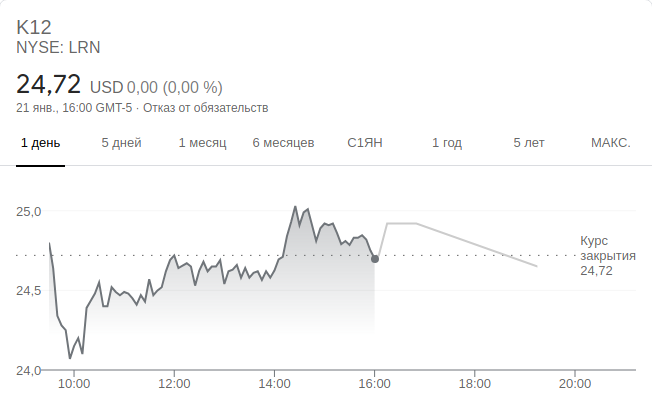 K12
NYSE: LRN
24,72 USD 0,00 (0,00 %)
21 янв., 16:00 GMT-5 · Отказ от обязательств
1 день 5 дней 1 месяц 6 месяцев С1ЯН 1 год 5 лет МАКС.
25,0
Курс
закрытия
24,72
24,5
24,0
10:00 12:00 14:00 16:00 18:00 20:00